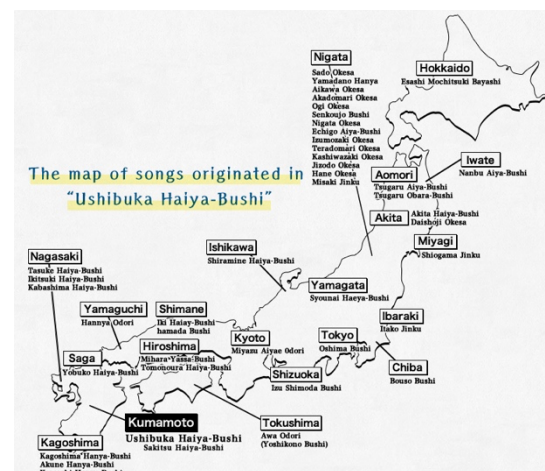 The map of songs originated in
"Ushibuka Haiya-Bushi"
Nigata
Sado Okesa
Yamadano Hanya
Aikawa Okesa
Akadomari Okesa
Ogi Okesa
Senkoujo Bushi
Nigata Okesa
Echigo Aiya-Bushi
Izumozaki Okesa
Teradomari Okesa
Kashiwazaki Okesa
Jizodo Okesa
Hane Okesa
Misaki Jinku
Hokkaido
Esashi Mochitsuki Bayashi
Aomori
Tsugaru Aiya-Bushi
Tsugaru Obara-Bushi
Iwate
Nanbu Aiya-Bushi
Akita
Akita Haiya-Bushi
Daishoji Okesa
Miyagi
Shiogama Jinku
Yamagata
Syounai Haeya-Bushi
Ishikawa
Shiramine Haiya-Bushi
Nagasaki
Tasuke Haiya-Bushi
Ikitsuki Haiya-Bushi
Kabashima Haiya-Bushi
Yamaguchi
Hannya Odori
Shimane
Iki Haiay-Bushi
hamada Bushi
Hiroshima
Mihara-Yassa-Bushi
Tomonoura Haiya-Bushi
Kyoto
Miyazu Aiyae Odori
Tokyo
Oshima Bushi
Ibaraki
Itako Jinku
Chiba
Bouso Bushi
Shizuoka
Izu Shimoda Bushi
Saga
Yobuko Haiya-Bushi
Kumamoto
Ushibuka Haiya-Bushi
Sakitsu Haiya-Bushi
Tokushima
Awa Odori
(Yoshikono Bushi)
Kagoshima
Kagoshima Hanya-Bushi
Akune Hanya-Bushi